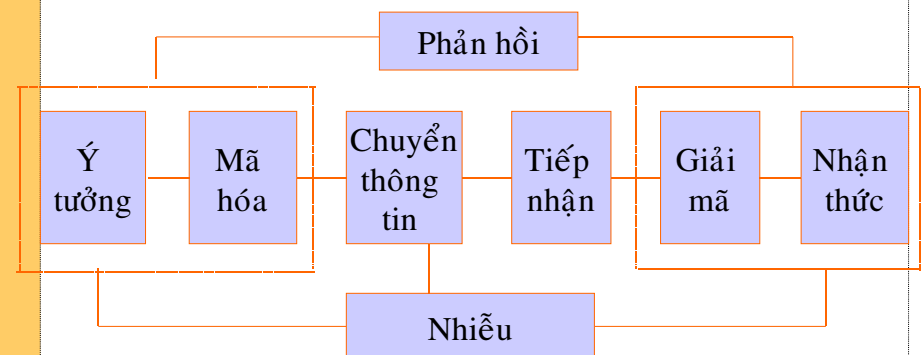 Phản hồi
Ý
tưởng
Mã
hóa
Chuyển
thông
tin
Tiếp
nhận
Giải
mã
Nhận
thức
Nhiễu